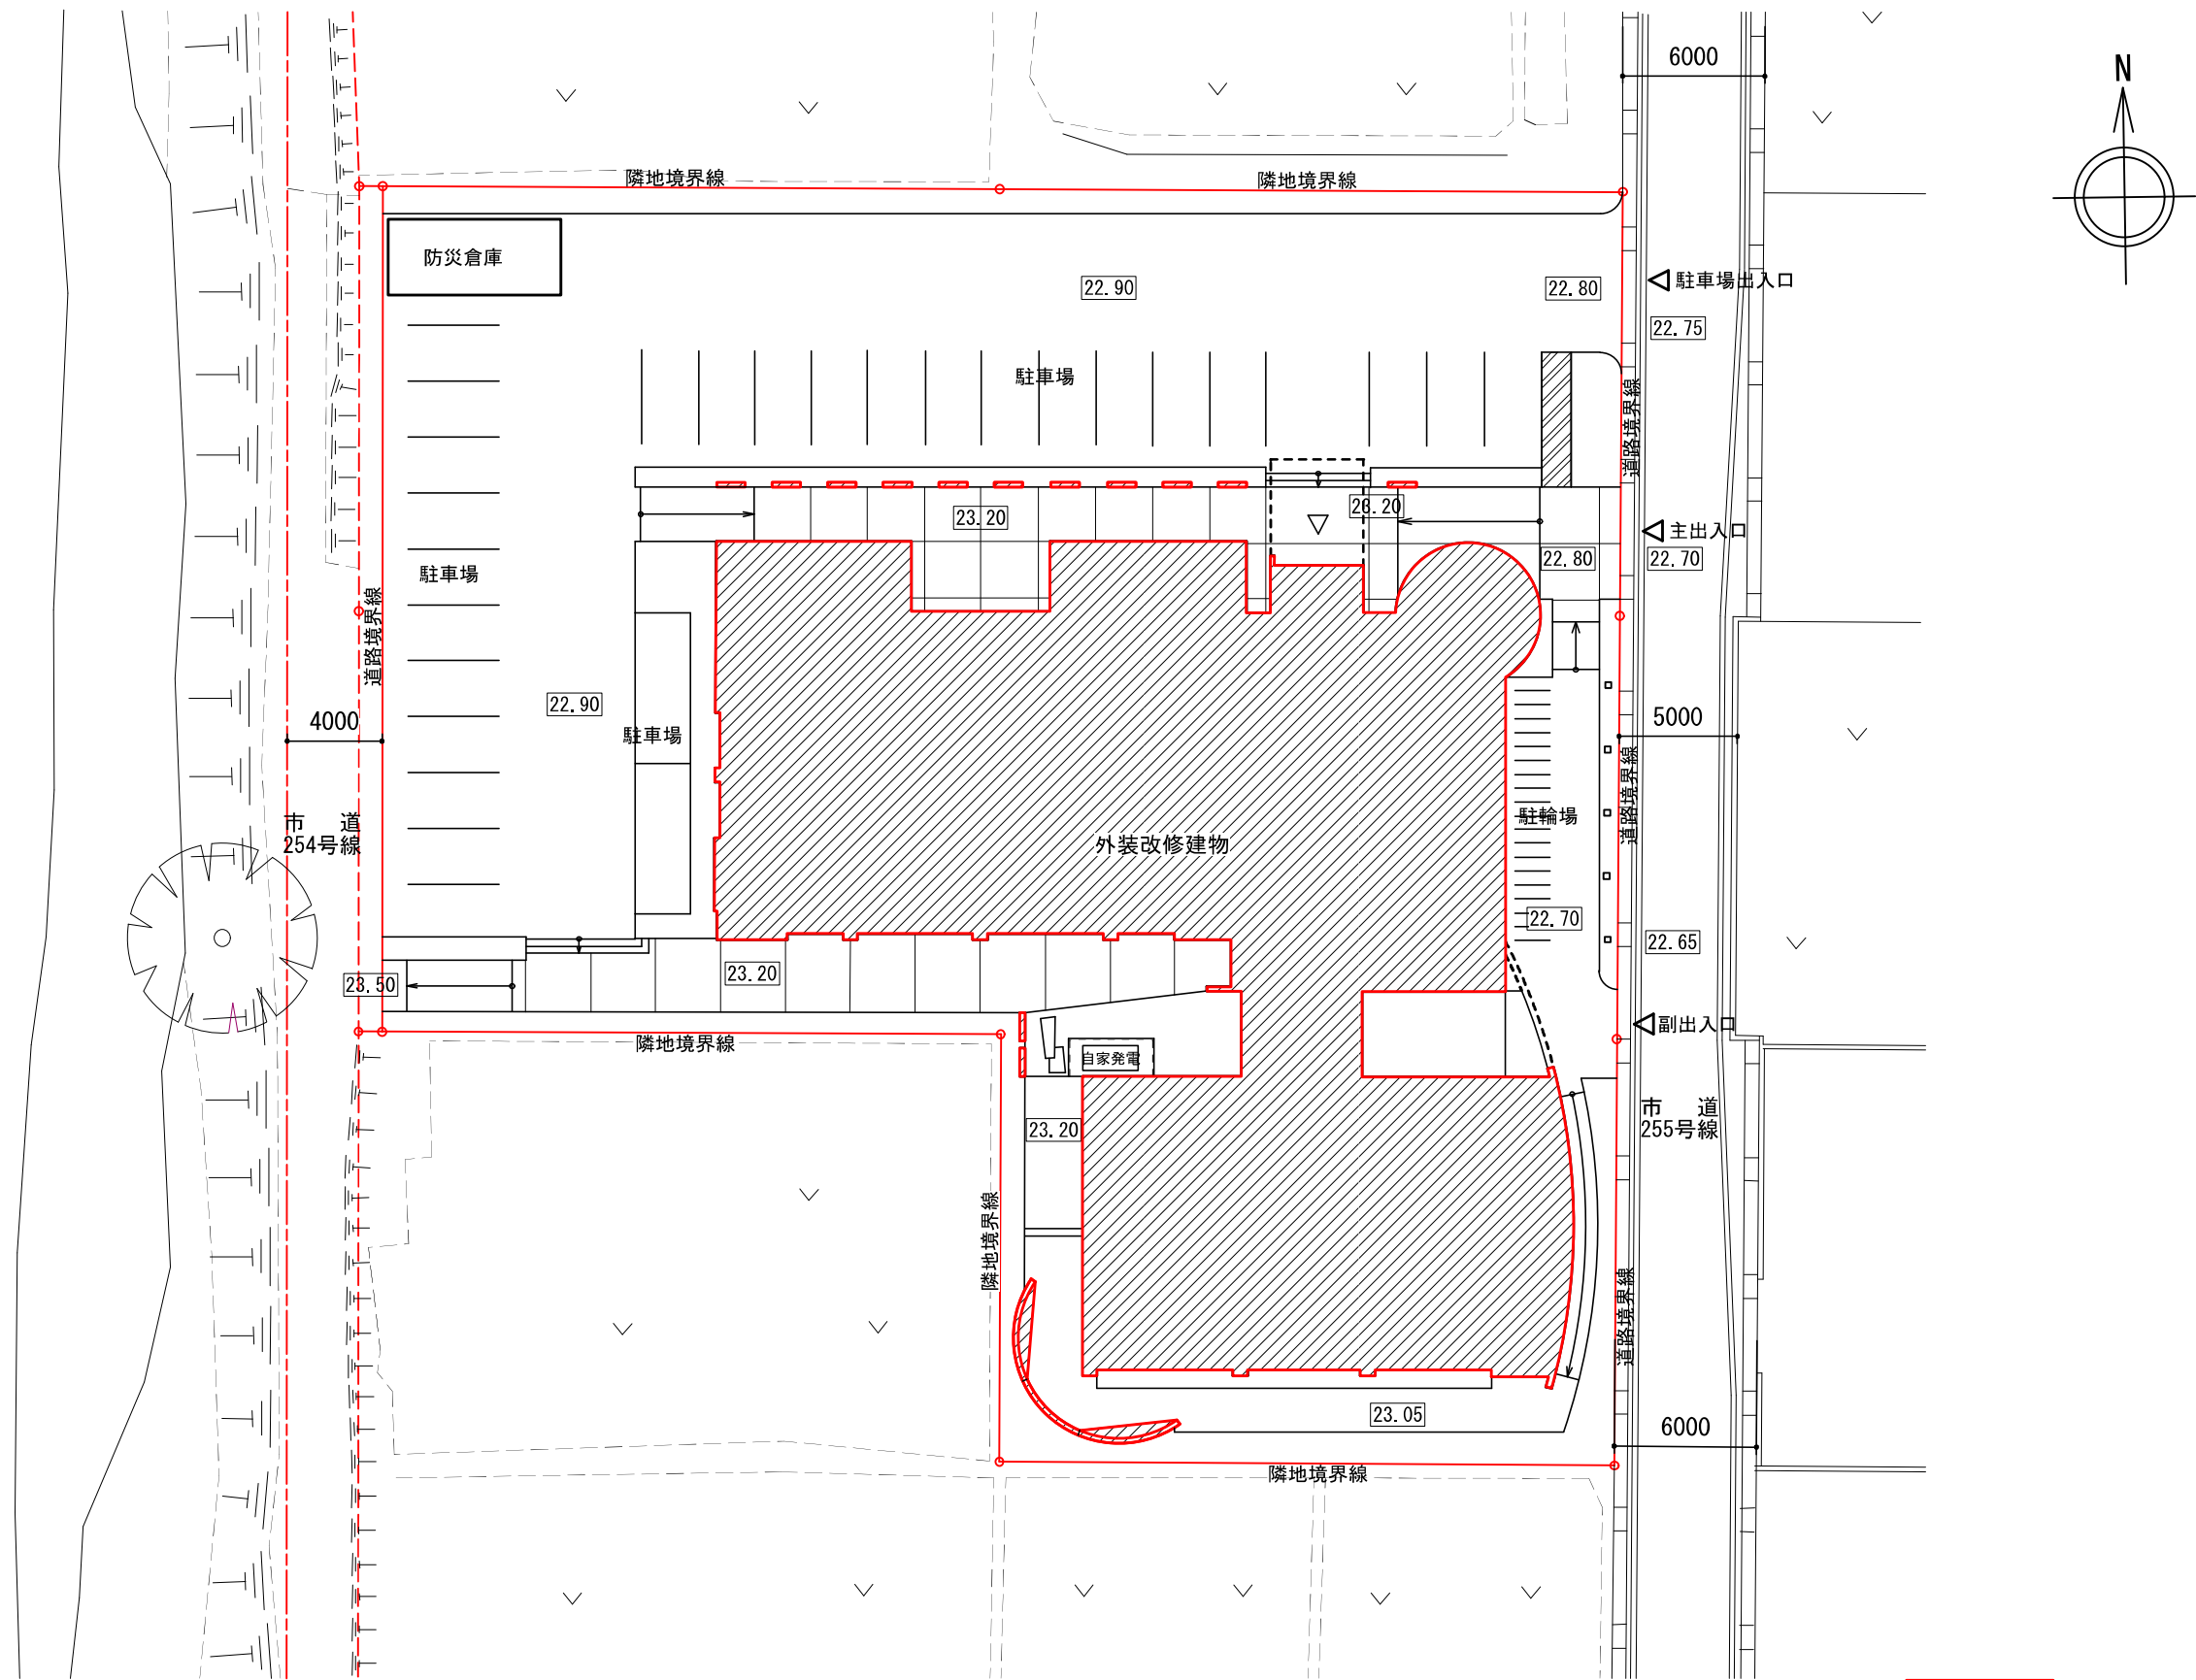 6000
N
隣地境界線
隣地境界線
防災倉庫
22.90
22.80
駐車場出入口
22.75
駐車場
道路境界線
23.20
23.20
主出入口
22.80
22.70
駐車場
道路境界線
22.90
4000
駐車場
5000
道路境界線
市 道
254号線
駐輪場
外装改修建物
22.70
22.65
23.50
23.20
副出入口
隣地境界線
自家発電
市 道
255号線
23.20
隣地境界線
道路境界線
23.05
6000
隣地境界線